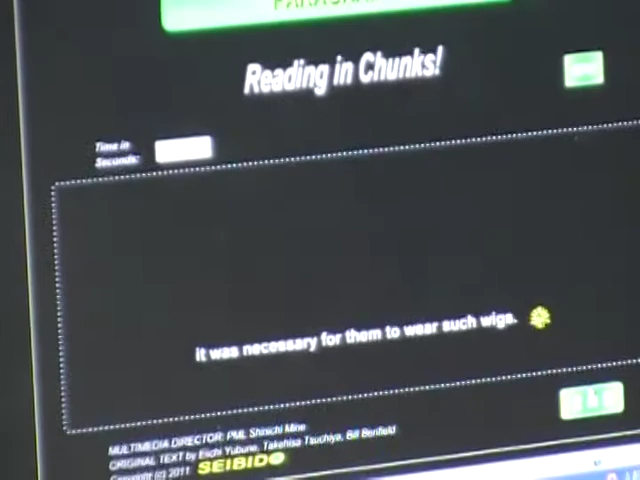 Reading in Chunks!
Time in
Seconds:
it was necessary for them to wear such wigs.
MULTIMEDIA DIRECTOR: PML Shinichi Mine
ORIGINAL TEXT by Eiichi Yubune, Takehisa Tsuchiya, Bill Benfield
Copyright (c) 2011 SEIBIDO